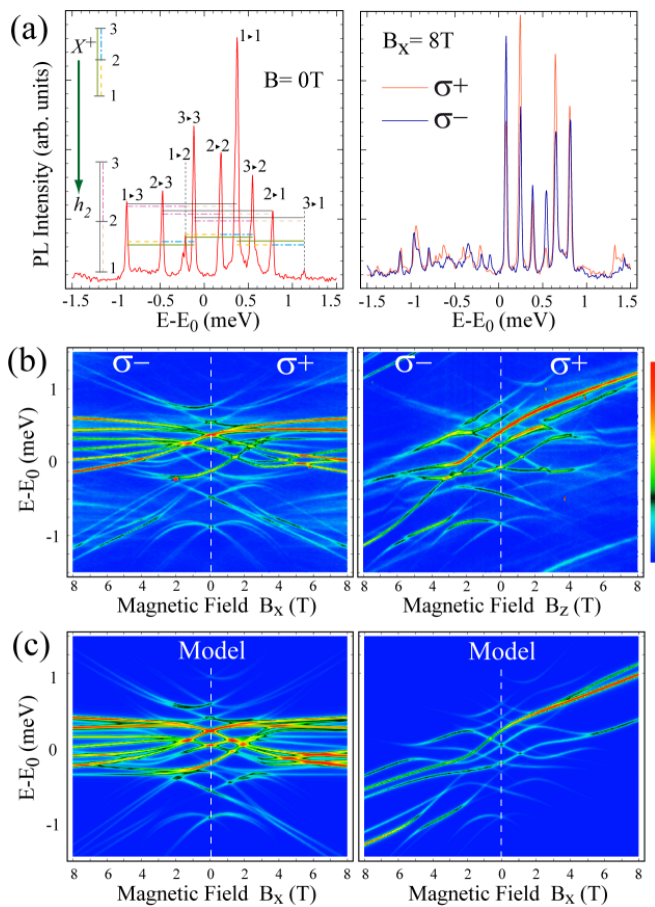 (a)
PL Intensity (arb. units)
X+
3
2
1
h2
3
2
1
B= 0T
1▸1
3▸3
1▸2
2▸2
3▸2
1▸3
2▸3
2▸1
3▸1
-1.5 -1 -0.5 0 0.5 1 1.5
E-E0 (meV)
Bx= 8T
σ+
σ−
-1.5 -1 -0.5 0 0.5 1 1.5
E-E0 (meV)
(b)
σ− σ+
σ− σ+
E-E0 (meV)
1
0
-1
8 6 4 2 0 2 4 6 8
Magnetic Field Bx (T)
8 6 4 2 0 2 4 6 8
Magnetic Field Bz (T)
(c)
Model
Model
E-E0 (meV)
1
0
-1
8 6 4 2 0 2 4 6 8
Magnetic Field Bx (T)
8 6 4 2 0 2 4 6 8
Magnetic Field Bx (T)